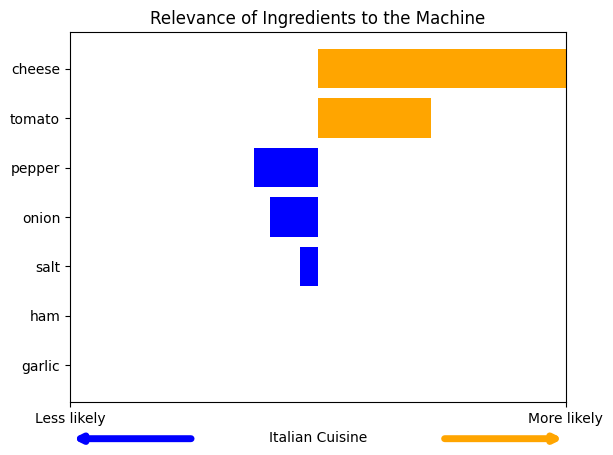 Relevance of Ingredients to the Machine
cheese
tomato
pepper
onion
salt
ham
garlic
Less likely
More likely
Italian Cuisine